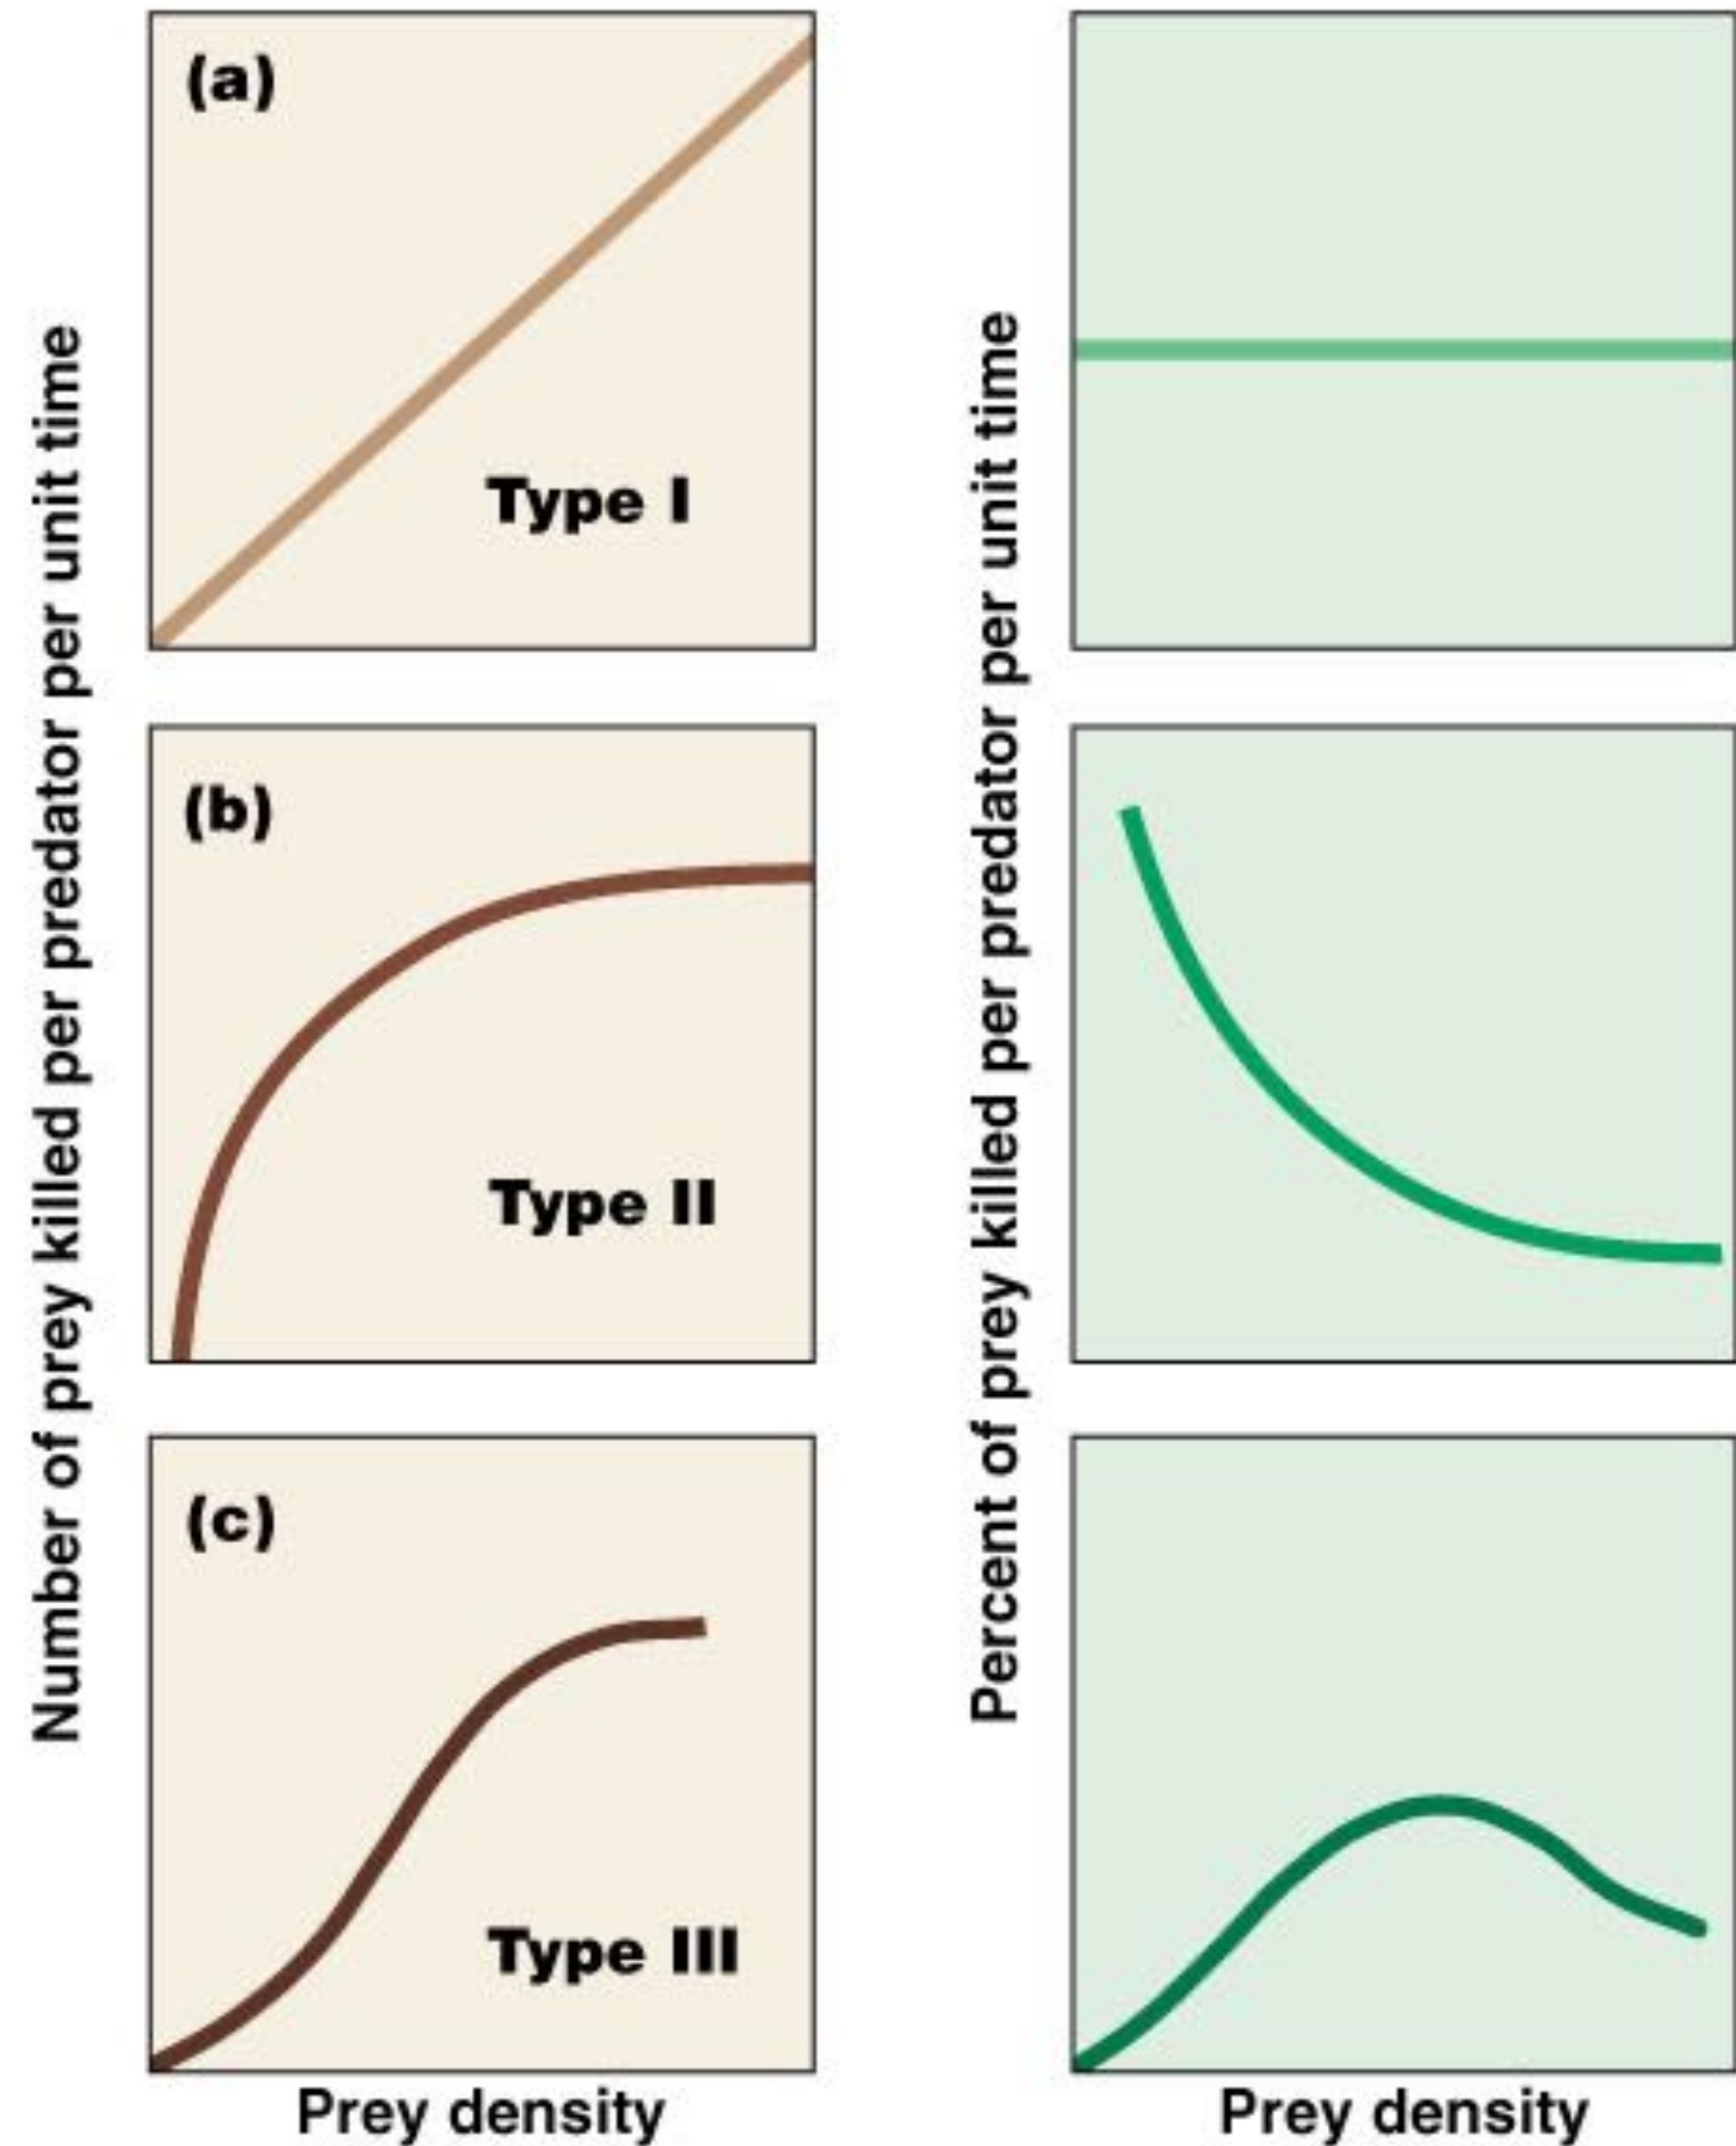 (a)
Type I
(b)
Type II
(c)
Type III
Number of prey killed per predator per unit time
Percent of prey killed per predator per unit time
Prey density
Prey density